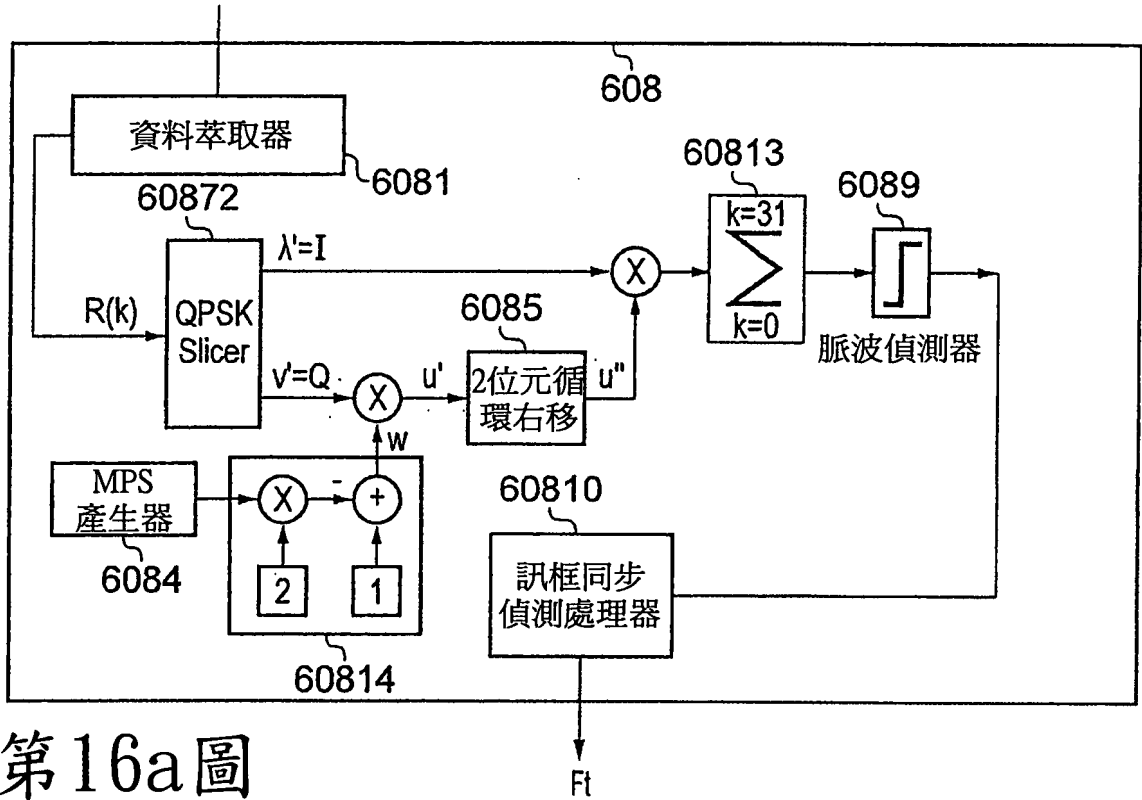 608
資料萃取器
6081
60872
QPSK
Slicer
R(k)
λ'=I
v'=Q
X
w
u'
6085
2位元循
環右移
u"
X
60813
k=31
∑
k=0
6089
脈波偵測器
MPS
產生器
6084
X
-
+
2
1
60814
60810
訊框同步
偵測處理器
Ft
第16a圖